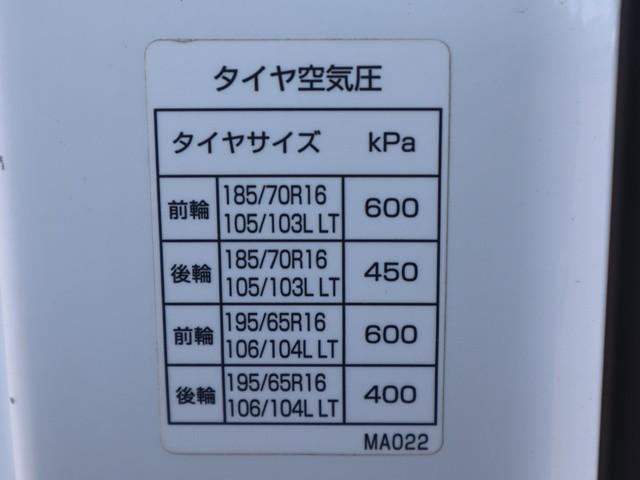 タイヤ空気圧
タイヤサイズ kPa
前輪 185/70R16 600
105/103L LT
後輪 185/70R16 450
105/103L LT
前輪 195/65R16 600
106/104L LT
後輪 195/65R16 400
106/104L LT
MA022